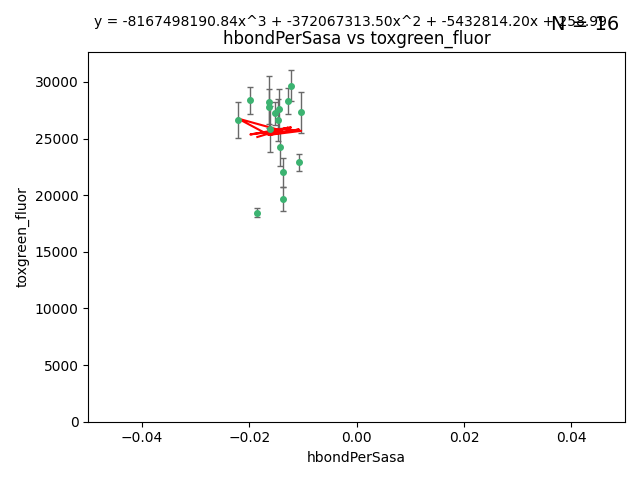 y = -8167498190.84x^3 + -372067313.50x^2 + -5432814.20x + 258.99
N = 16
hbondPerSasa vs toxgreen_fluor
30000
25000
20000
15000
10000
5000
0
toxgreen_fluor
−0.04 −0.02 0.00 0.02 0.04
hbondPerSasa